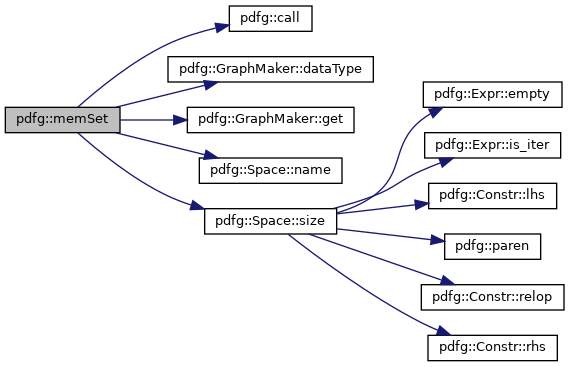 pdfg::memSet
pdfg::call
pdfg::GraphMaker::dataType
pdfg::GraphMaker::get
pdfg::Space::name
pdfg::Space::size
pdfg::Expr::empty
pdfg::Expr::is_iter
pdfg::Constr::lhs
pdfg::paren
pdfg::Constr::relop
pdfg::Constr::rhs